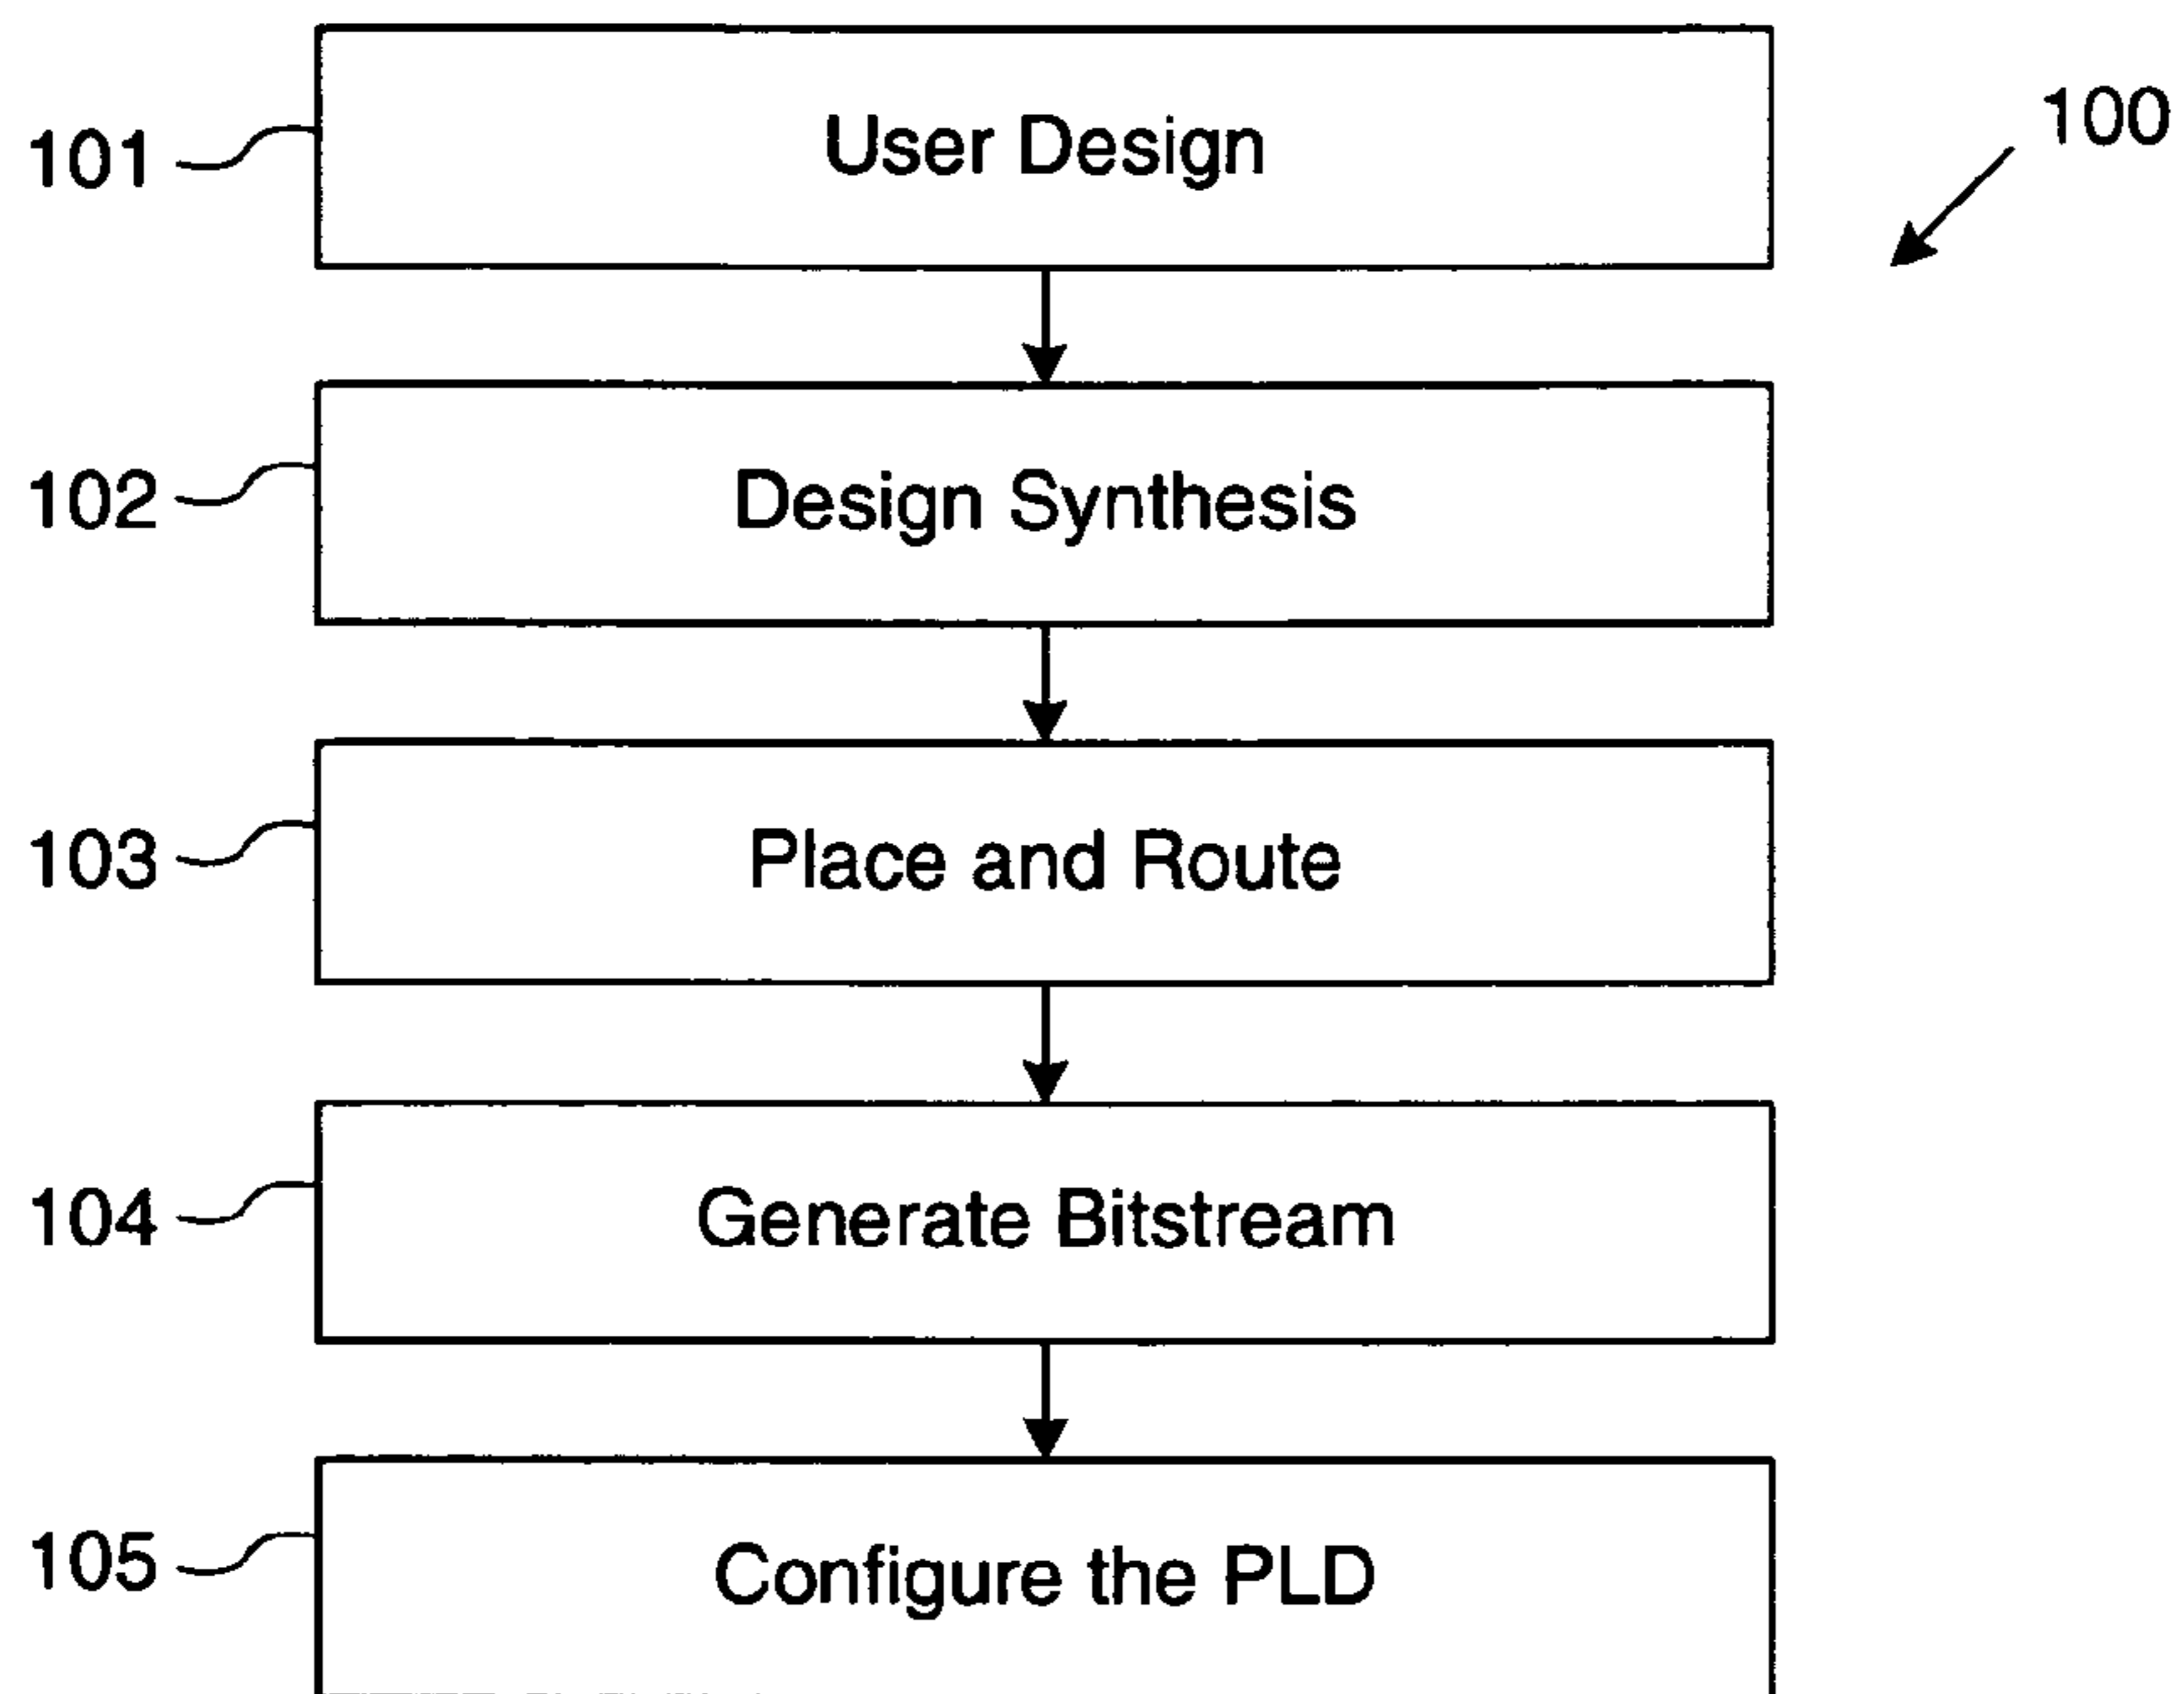 100
101 User Design
102 Design Synthesis
103 Place and Route
104 Generate Bitstream
105 Configure the PLD